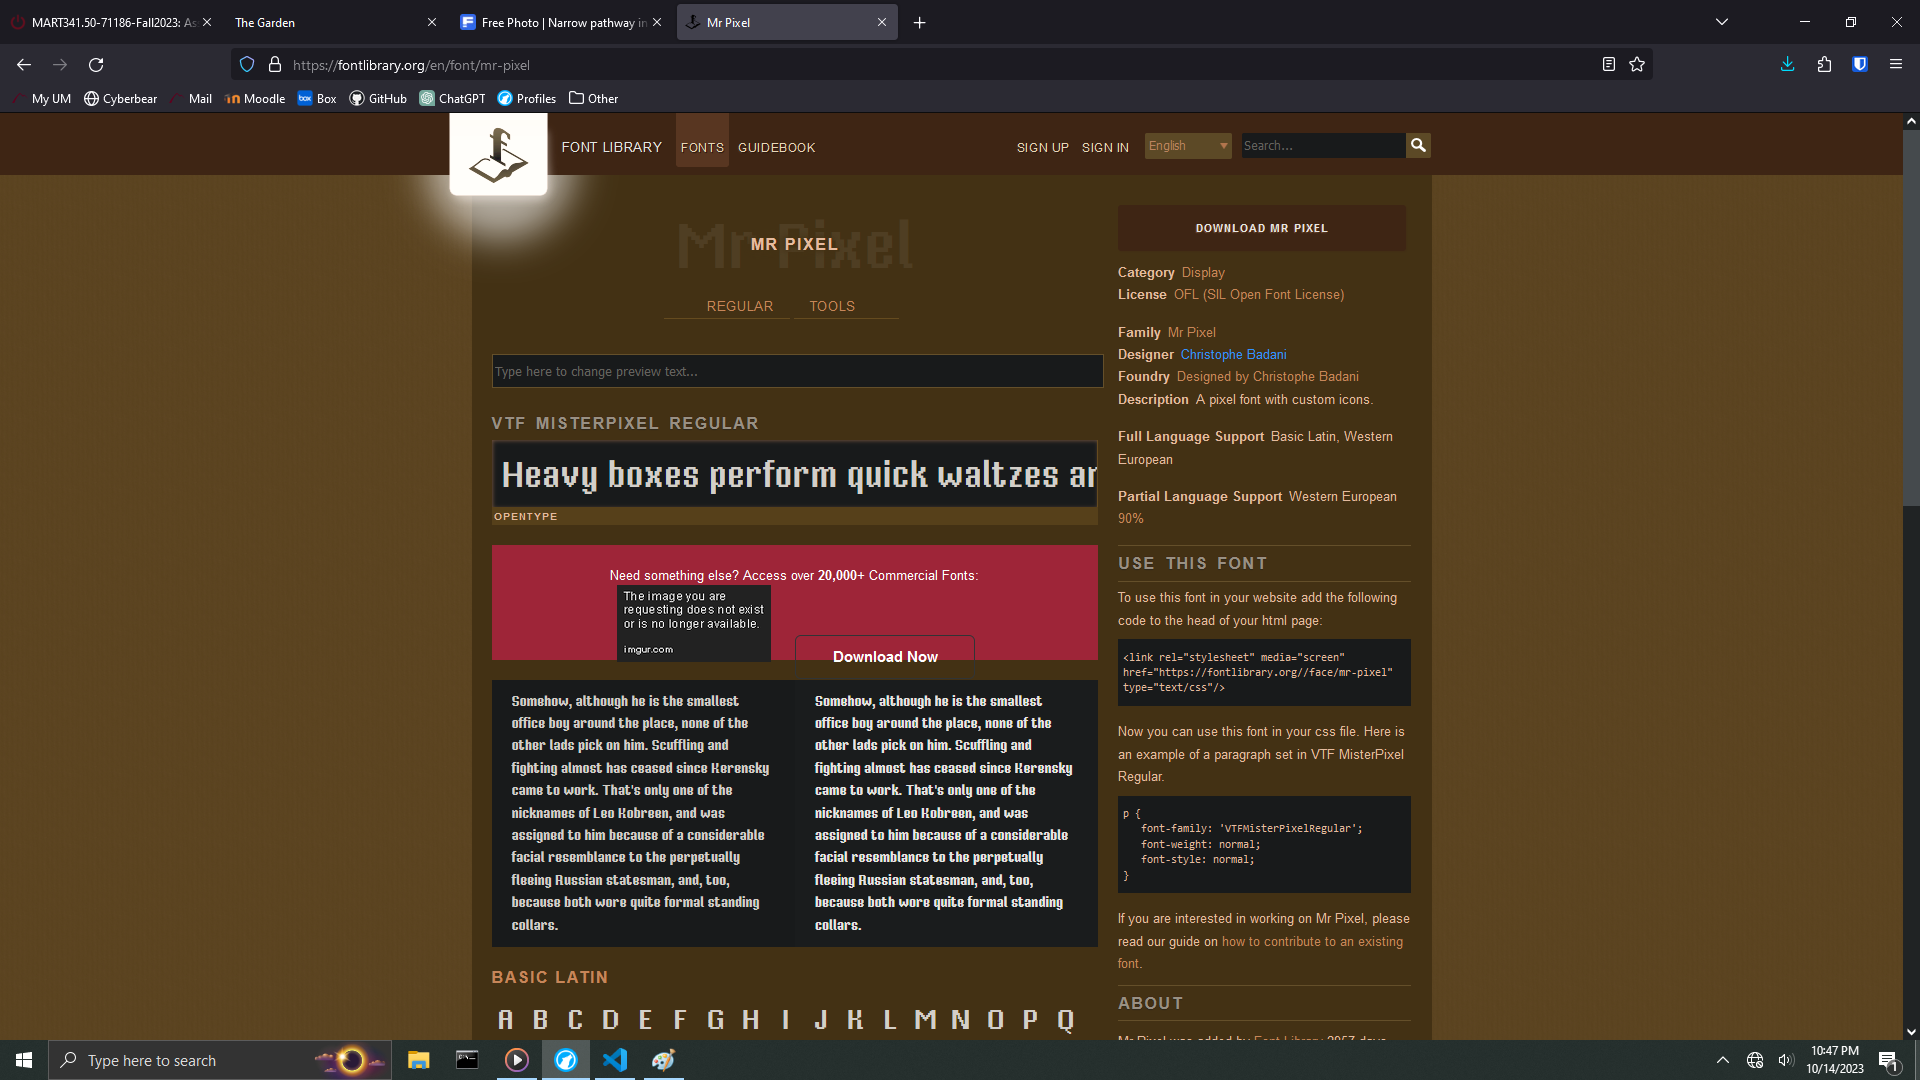 MART341.50-71186-Fall2023: As
The Garden
Free Photo | Narrow pathway in
Mr Pixel
https://fontlibrary.org/en/font/mr-pixel
My UM
Cyberbear
Mail
Moodle
box
Box
GitHub
ChatGPT
Profiles
Other
FONT LIBRARY
FONTS
GUIDEBOOK
SIGN UP
SIGN IN
English
Search...
Mr Pixel
MR PIXEL
REGULAR
TOOLS
Type here to change preview text...
VTF MISTERPIXEL REGULAR
Heavy boxes perform quick waltzes ar
OPENTYPE
Need something else? Access over 20,000+ Commercial Fonts:
The image you are
requesting does not exist
or is no longer available.
imgur.com
Download Now
Somehow, although he is the smallest
office boy around the place, none of the
other lads pick on him. Scuffling and
fighting almost has ceased since Kerensky
came to work. That's only one of the
nicknames of Leo Kobreen, and was
assigned to him because of a considerable
facial resemblance to the perpetually
fleeing Russian statesman, and, too,
because both wore quite formal standing
collars.
Somehow, although he is the smallest
office boy around the place, none of the
other lads pick on him. Scuffling and
fighting almost has ceased since Kerensky
came to work. That's only one of the
nicknames of Leo Kobreen, and was
assigned to him because of a considerable
facial resemblance to the perpetually
fleeing Russian statesman, and, too,
because both wore quite formal standing
collars.
BASIC LATIN
A B C D E F G H I J K L M N O P Q
DOWNLOAD MR PIXEL
Category Display
License OFL (SIL Open Font License)
Family Mr Pixel
Designer Christophe Badani
Foundry Designed by Christophe Badani
Description A pixel font with custom icons.
Full Language Support Basic Latin, Western
European
Partial Language Support Western European
90%
USE THIS FONT
To use this font in your website add the following
code to the head of your html page:
<link rel="stylesheet" media="screen"
href="https://fontlibrary.org//face/mr-pixel"
type="text/css"/>
Now you can use this font in your css file. Here is
an example of a paragraph set in VTF MisterPixel
Regular.
p {
font-family: 'VTFMisterPixelRegular';
font-weight: normal;
font-style: normal;
}
If you are interested in working on Mr Pixel, please
read our guide on how to contribute to an existing
font.
ABOUT
Mr Pixel was added by Font Library 2057 days
Type here to search
10:47 PM
10/14/2023
1